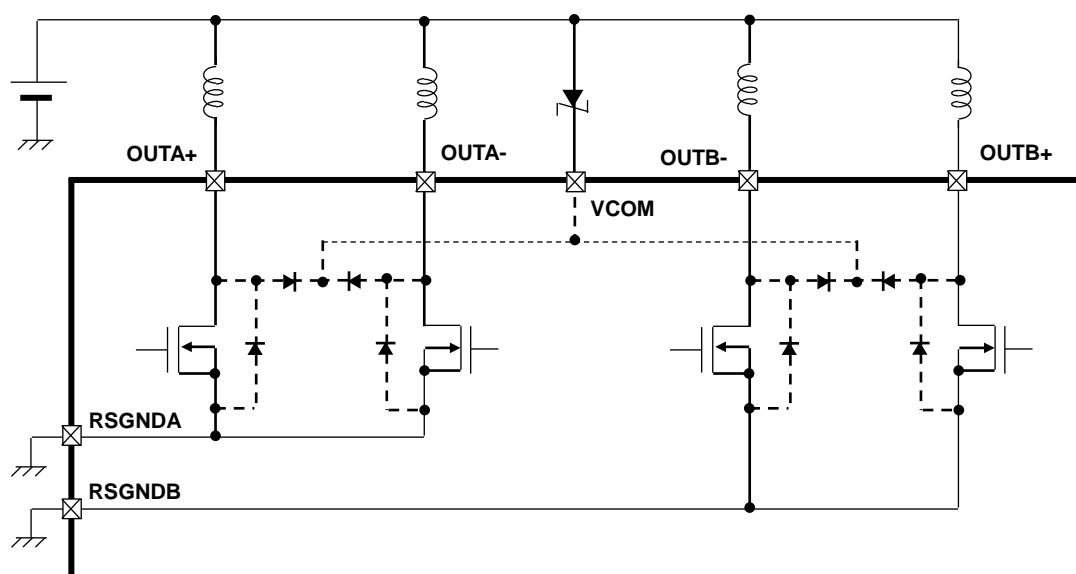 OUTA+
OUTA-
OUTB-
OUTB+
VCOM
RSGNDA
RSGNDB